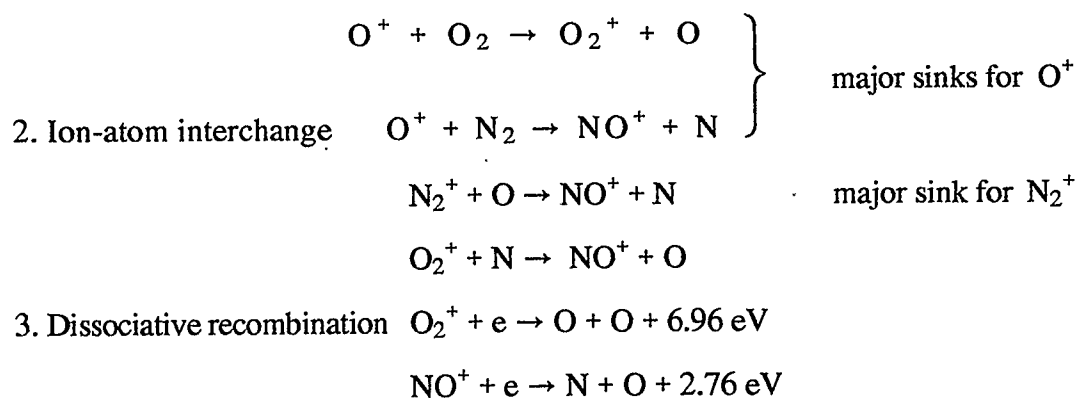 O⁺ + O₂ → O₂⁺ + O
major sinks for O⁺
2. Ion-atom interchange O⁺ + N₂ → NO⁺ + N
N₂⁺ + O → NO⁺ + N major sink for N₂⁺
O₂⁺ + N → NO⁺ + O
3. Dissociative recombination O₂⁺ + e → O + O + 6.96 eV
NO⁺ + e → N + O + 2.76 eV